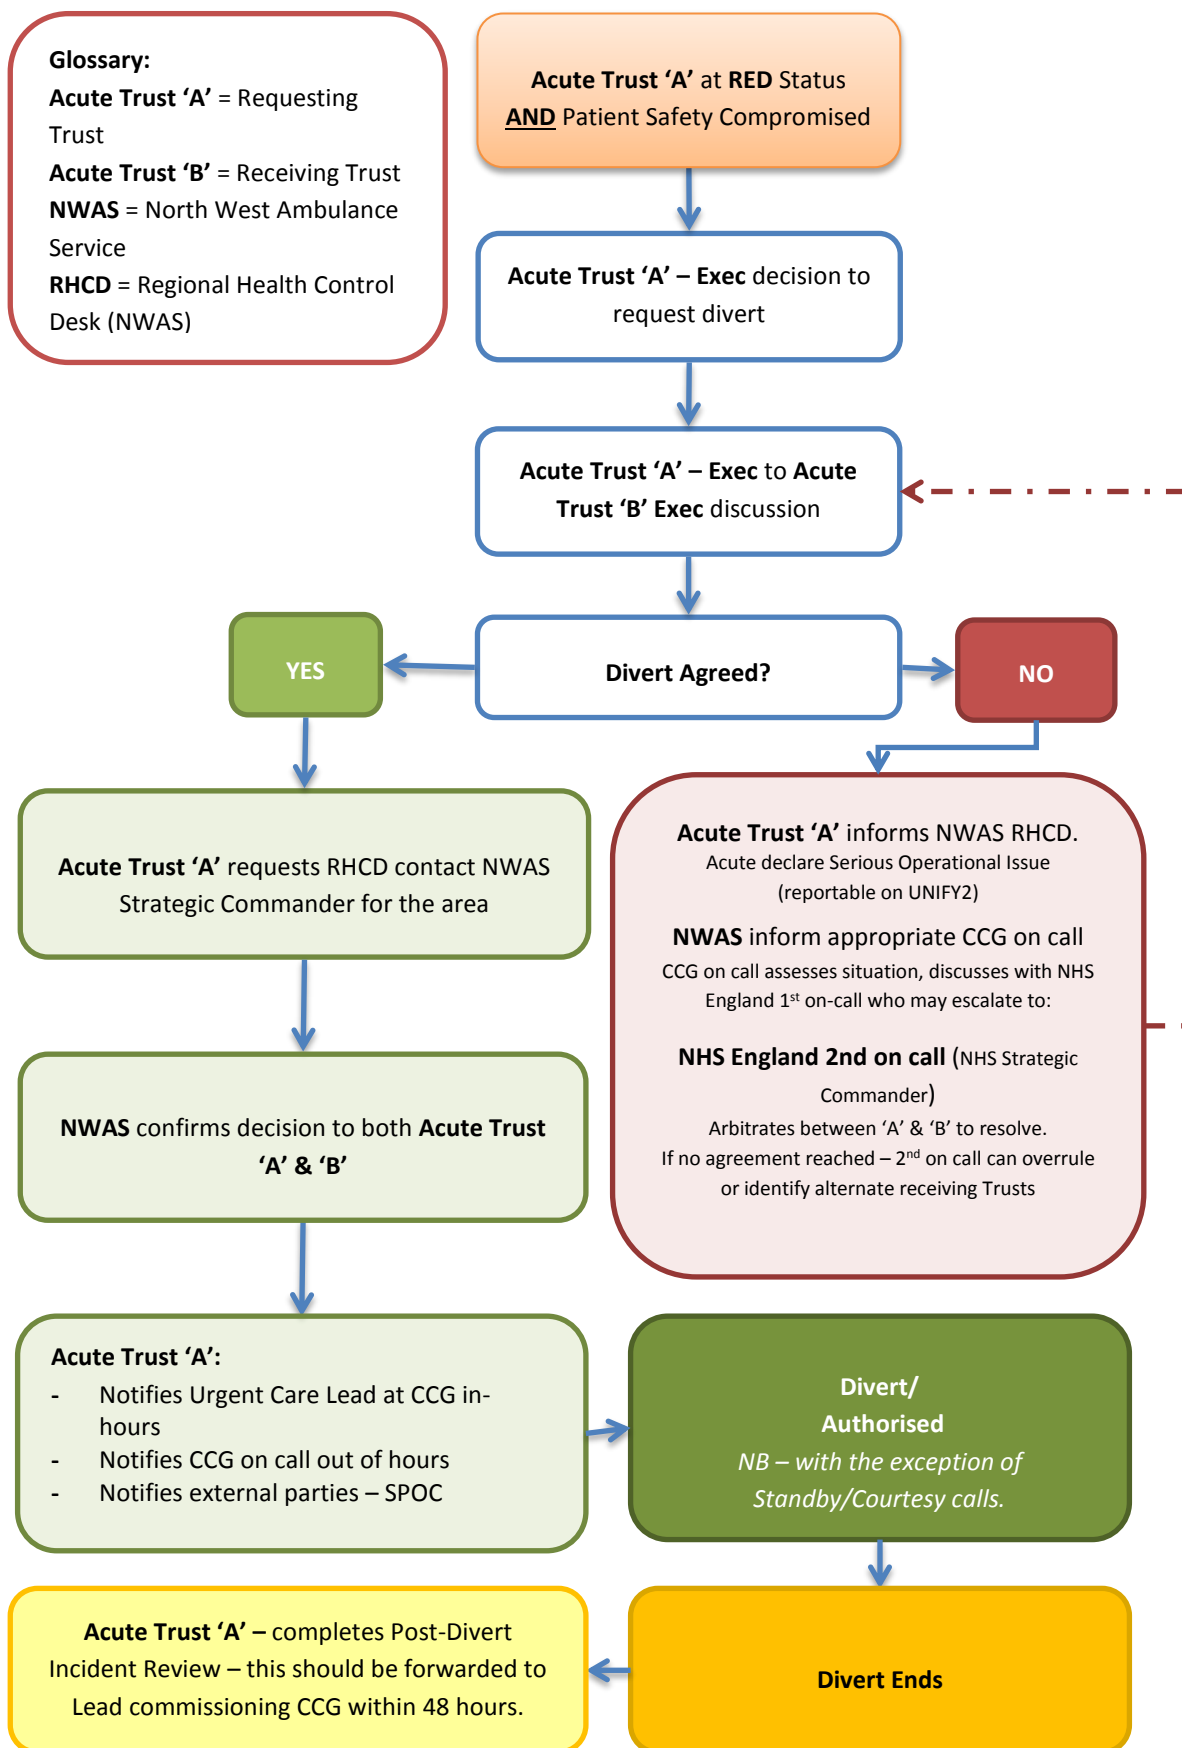 Glossary:
Acute Trust ‘A’ = Requesting
Trust
Acute Trust ‘B’ = Receiving Trust
NWAS = North West Ambulance
Service
RHCD = Regional Health Control
Desk (NWAS)
Acute Trust ‘A’ at RED Status
AND Patient Safety Compromised
Acute Trust ‘A’ – Exec decision to
request divert
Acute Trust ‘A’ – Exec to Acute
Trust ‘B’ Exec discussion
YES
Divert Agreed?
NO
Acute Trust ‘A’ requests RHCD contact NWAS
Strategic Commander for the area
Acute Trust ‘A’ informs NWAS RHCD.
Acute declare Serious Operational Issue
(reportable on UNIFY2)
NWAS inform appropriate CCG on call
CCG on call assesses situation, discusses with NHS
England 1st on-call who may escalate to:
NHS England 2nd on call (NHS Strategic
Commander)
Arbitrates between ‘A’ & ‘B’ to resolve.
If no agreement reached – 2nd on call can overrule
or identify alternate receiving Trusts
NWAS confirms decision to both Acute Trust
‘A’ & ‘B’
Acute Trust ‘A’:
- Notifies Urgent Care Lead at CCG in-
hours
- Notifies CCG on call out of hours
- Notifies external parties – SPOC
Divert/
Authorised
NB – with the exception of
Standby/Courtesy calls.
Acute Trust ‘A’ – completes Post-Divert
Incident Review – this should be forwarded to
Lead commissioning CCG within 48 hours.
Divert Ends